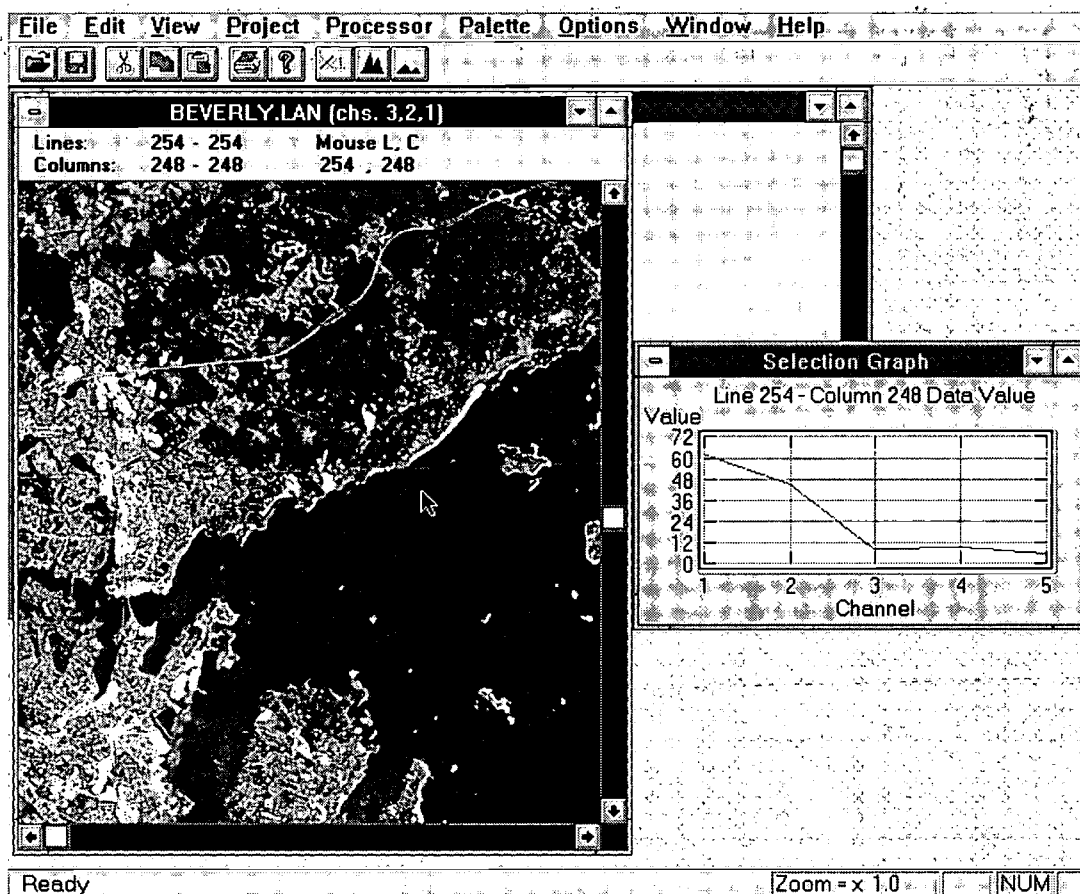 File Edit View Project Processor Palette Options Window Help
BEVERLY.LAN (chs. 3,2,1)
Lines: 254 - 254 Mouse L, C
Columns: 248 - 248 254 , 248
Selection Graph
Line 254 - Column 248 Data Value
Value
72
60
48
36
24
12
0
1 2 3 4 5
Channel
Ready Zoom = x 1.0 NUM